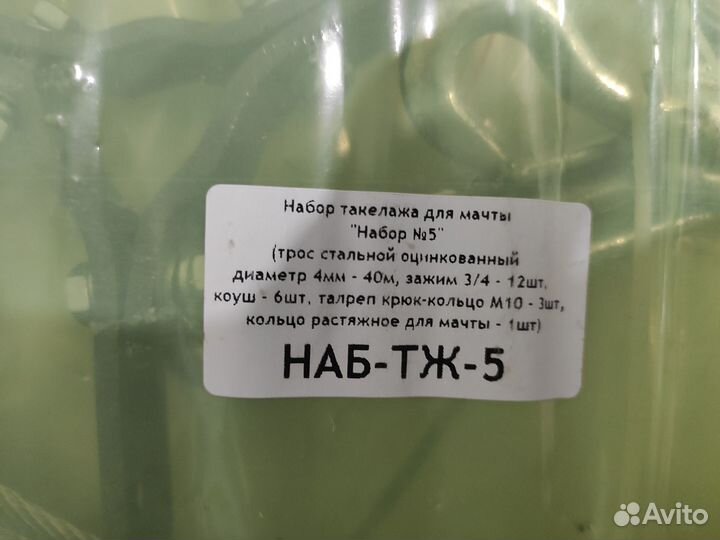 Набор такелажа для мачты
"Набор №5"
(трос стальной оцинкованный
диаметр 4мм - 40м, зажим 3/4 - 12шт,
коуш - 6шт, талреп крюк-кольцо М10 - 3шт,
кольцо растяжное для мачты - 1шт)
НАБ-ТЖ-5
Avito